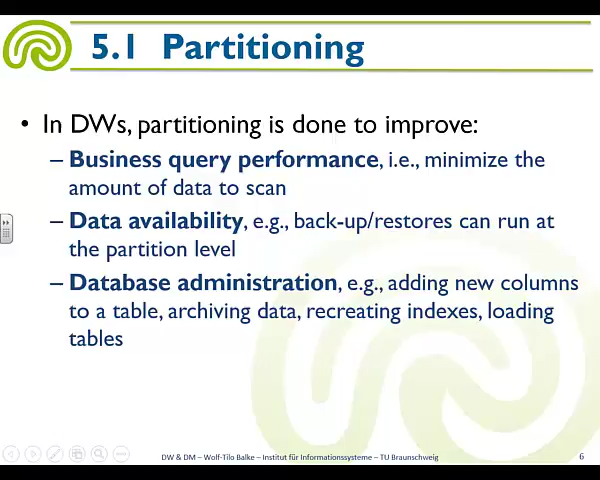 5.1 Partitioning
• In DWs, partitioning is done to improve:
– Business query performance, i.e., minimize the
amount of data to scan
– Data availability, e.g., back-up/restores can run at
the partition level
– Database administration, e.g., adding new columns
to a table, archiving data, recreating indexes, loading
tables
DW & DM – Wolf-Tilo Balke – Institut für Informationssysteme – TU Braunschweig
6